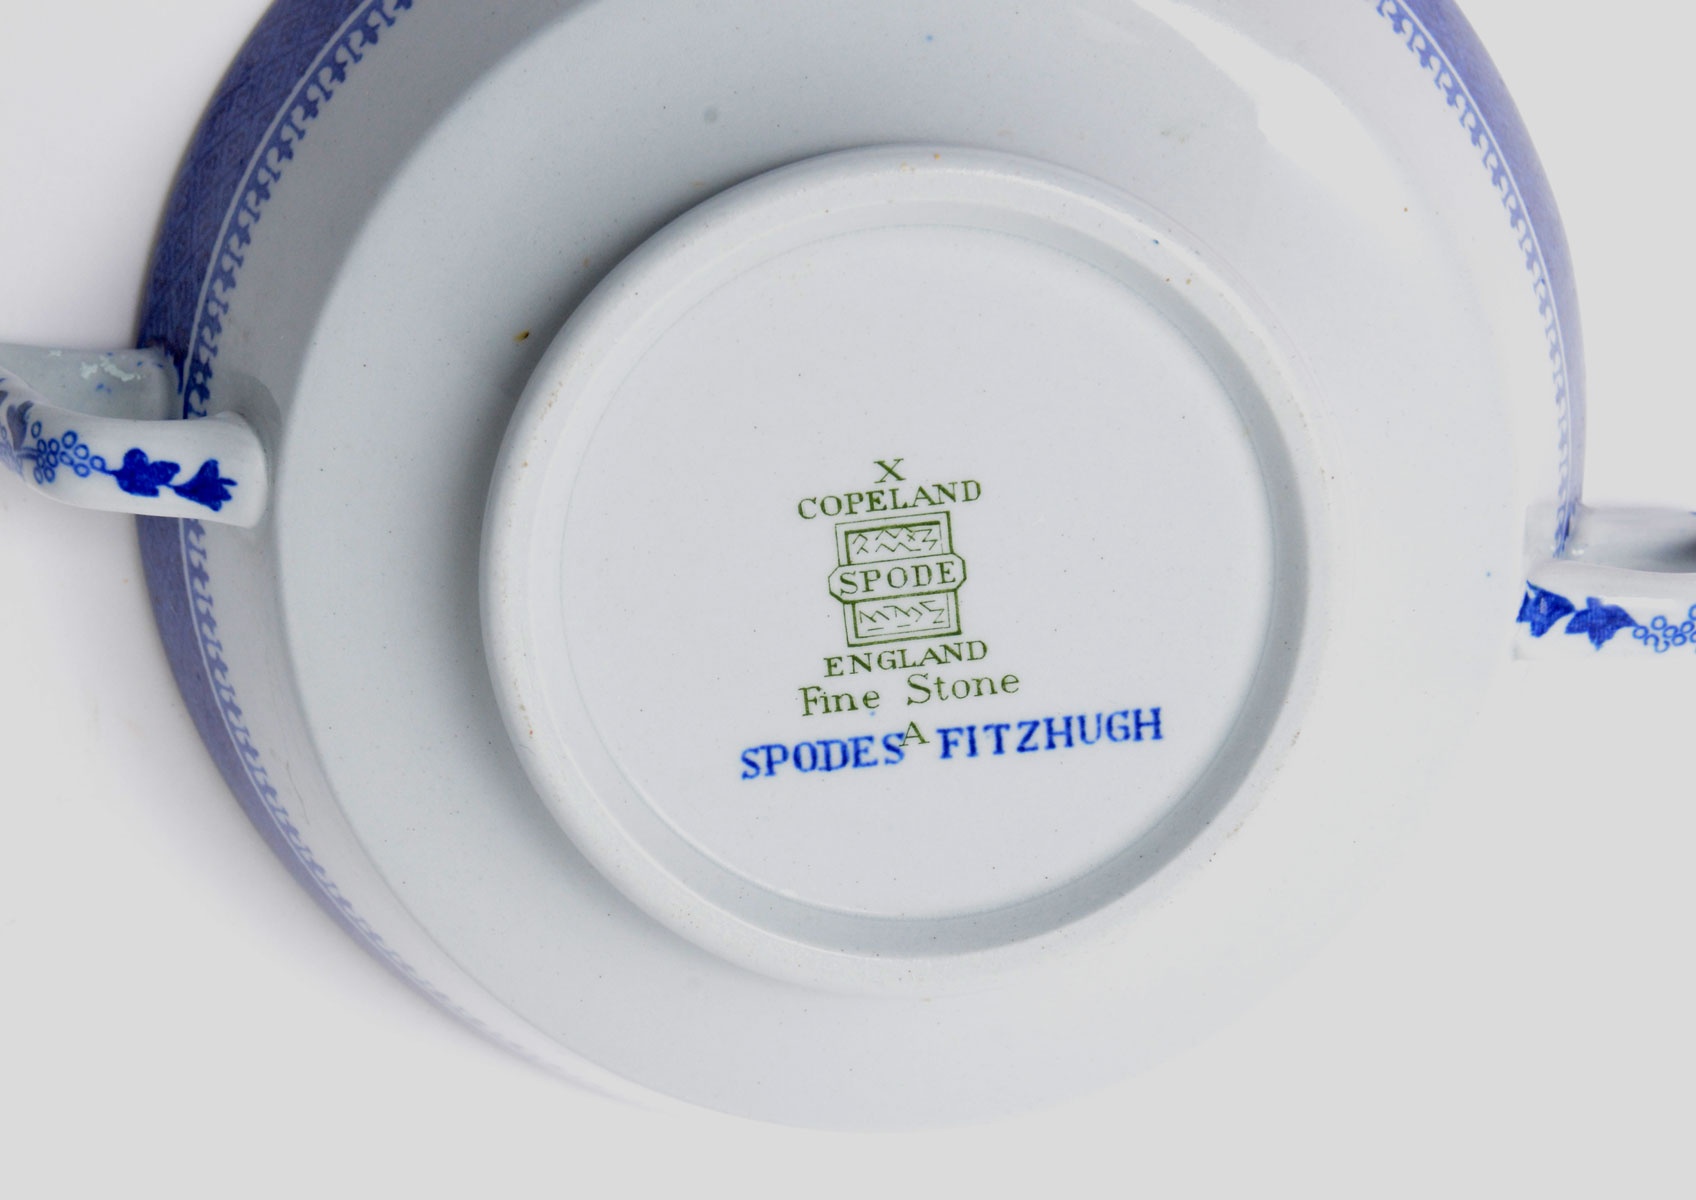 X
COPELAND
SPODE
ENGLAND
Fine Stone
A
SPODES FITZHUGH